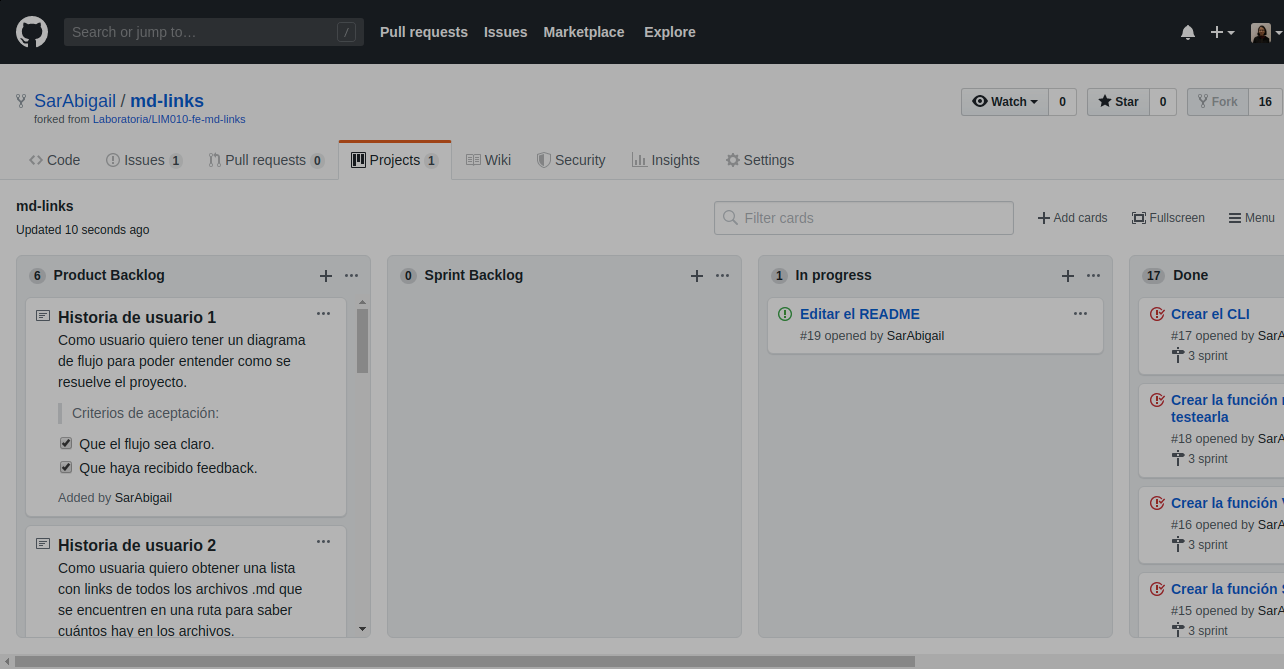 Search or jump to… /
Pull requests Issues Marketplace Explore
SarAbigail / md-links
forked from Laboratoria/LIM010-fe-md-links
Watch 0 Star 0 Fork 16
Code Issues 1 Pull requests 0 Projects 1 Wiki Security Insights Settings
md-links
Updated 10 seconds ago
Filter cards
Add cards Fullscreen Menu
6 Product Backlog
Historia de usuario 1
Como usuario quiero tener un diagrama
de flujo para poder entender como se
resuelve el proyecto.
Criterios de aceptación:
Que el flujo sea claro.
Que haya recibido feedback.
Added by SarAbigail
Historia de usuario 2
Como usuaria quiero obtener una lista
con links de todos los archivos .md que
se encuentren en una ruta para saber
cuántos hay en los archivos.
0 Sprint Backlog
1 In progress
Editar el README
#19 opened by SarAbigail
17 Done
Crear el CLI
#17 opened by SarA
3 sprint
Crear la función
testearla
#18 opened by SarA
3 sprint
Crear la función
#16 opened by SarA
3 sprint
Crear la función
#15 opened by SarA
3 sprint